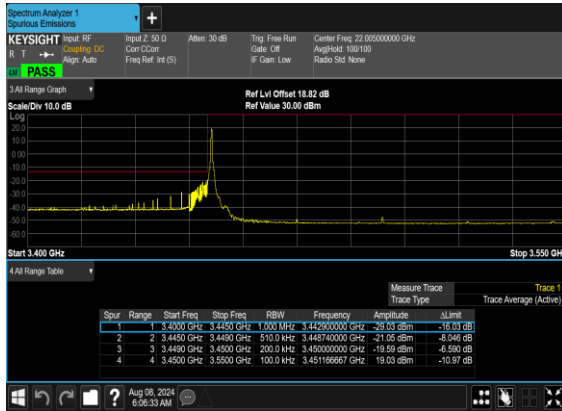 Spectrum Analyzer 1
Spurious Emissions
+
KEYSIGHT
R T
LU PASS
Input: RF
Coupling: DC
Align: Auto
Input Z: 50 Ω
Corr CCorr
Freq Ref: Int (S)
Atten: 30 dB
Trig: Free Run
Gate: Off
IF Gain: Low
Center Freq: 22.005000000 GHz
Avg|Hold: 100/100
Radio Std: None
3 All Range Graph
Scale/Div 10.0 dB
Ref Lvl Offset 18.82 dB
Ref Value 30.00 dBm
Log
20.0
10.0
0.00
-10.0
-20.0
-30.0
-40.0
-50.0
-60.0
Start 3.400 GHz
Stop 3.550 GH
4 All Range Table
Measure Trace Trace 1
Trace Type Trace Average (Active)
Spur Range Start Freq Stop Freq RBW Frequency Amplitude ΔLimit
1 1 3.4000 GHz 3.4450 GHz 1.000 MHz 3.442900000 GHz -29.03 dBm -16.03 dB
2 2 3.4450 GHz 3.4490 GHz 510.0 kHz 3.448740000 GHz -21.05 dBm -8.046 dB
3 3 3.4490 GHz 3.4500 GHz 200.0 kHz 3.450000000 GHz -19.59 dBm -6.590 dB
4 4 3.4500 GHz 3.5500 GHz 100.0 kHz 3.451166667 GHz 19.03 dBm -10.97 dB
?
Aug 08, 2024
6:06:33 AM